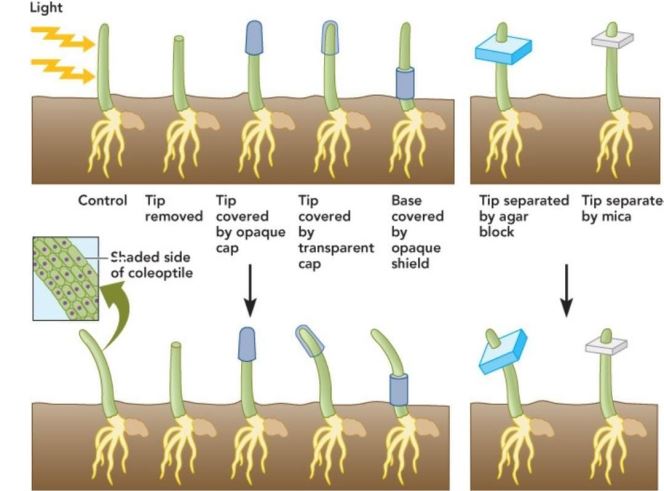 Light
Control
Tip
removed
Tip
covered
by opaque
cap
Tip
covered
by
transparent
cap
Base
covered
by
opaque
shield
Tip separated
by agar
block
Tip separate
by mica
Shaded side
of coleoptile